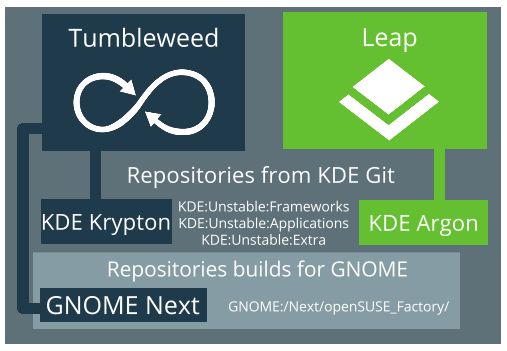 Tumbleweed
Leap
Repositories from KDE Git
KDE Krypton
KDE:Unstable:Frameworks
KDE:Unstable:Applications
KDE:Unstable:Extra
KDE Argon
Repositories builds for GNOME
GNOME Next
GNOME:/Next/openSUSE_Factory/